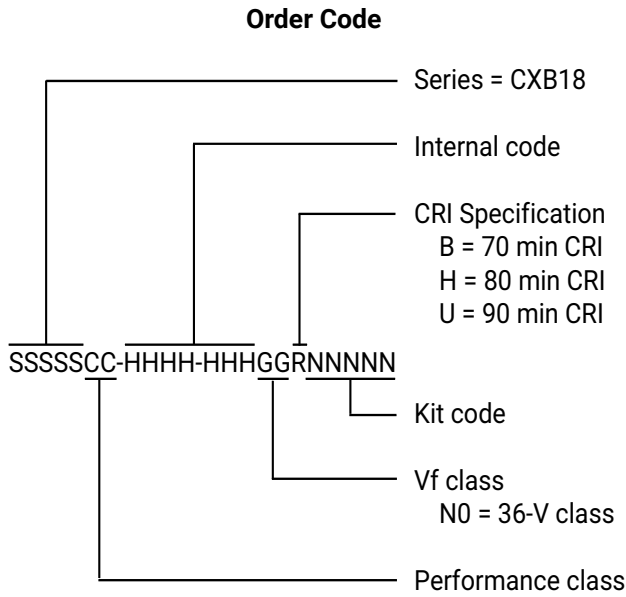 Order Code
Series = CXB18
Internal code
CRI Specification
B = 70 min CRI
H = 80 min CRI
U = 90 min CRI
SSSSSCC-HHHH-HHHGGRNNNNN
Kit code
Vf class
N0 = 36-V class
Performance class